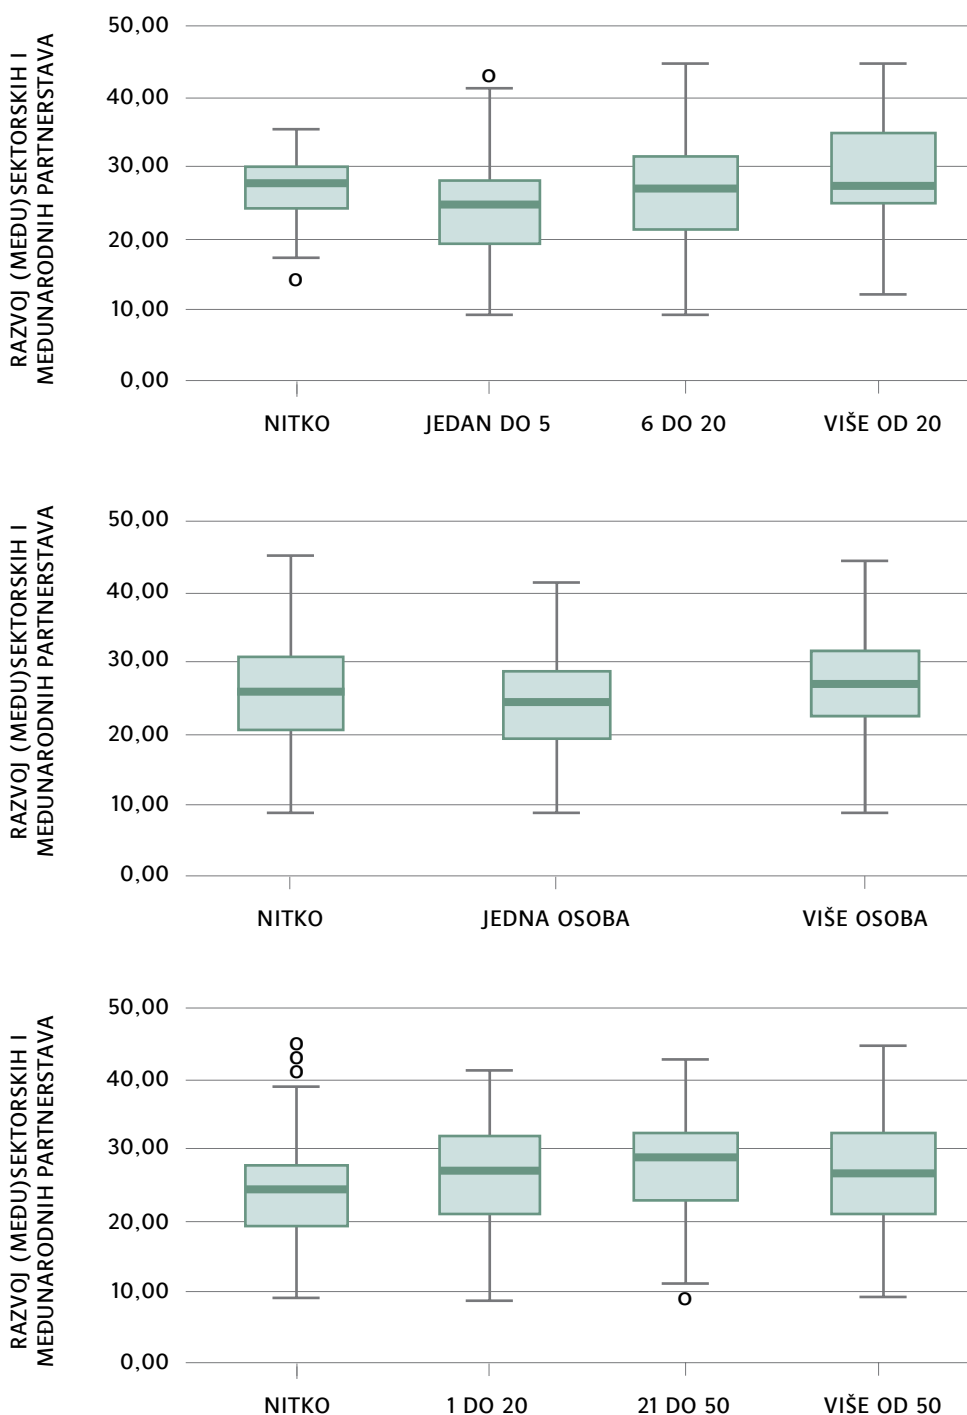 RAZVOJ (MEĐU)SEKTORSKIH I
MEĐUNARODNIH PARTNERSTAVA
50,00
40,00
30,00
20,00
10,00
0,00
NITKO
JEDAN DO 5
6 DO 20
VIŠE OD 20
RAZVOJ (MEĐU)SEKTORSKIH I
MEĐUNARODNIH PARTNERSTAVA
50,00
40,00
30,00
20,00
10,00
0,00
NITKO
JEDNA OSOBA
VIŠE OSOBA
RAZVOJ (MEĐU)SEKTORSKIH I
MEĐUNARODNIH PARTNERSTAVA
50,00
40,00
30,00
20,00
10,00
0,00
NITKO
1 DO 20
21 DO 50
VIŠE OD 50